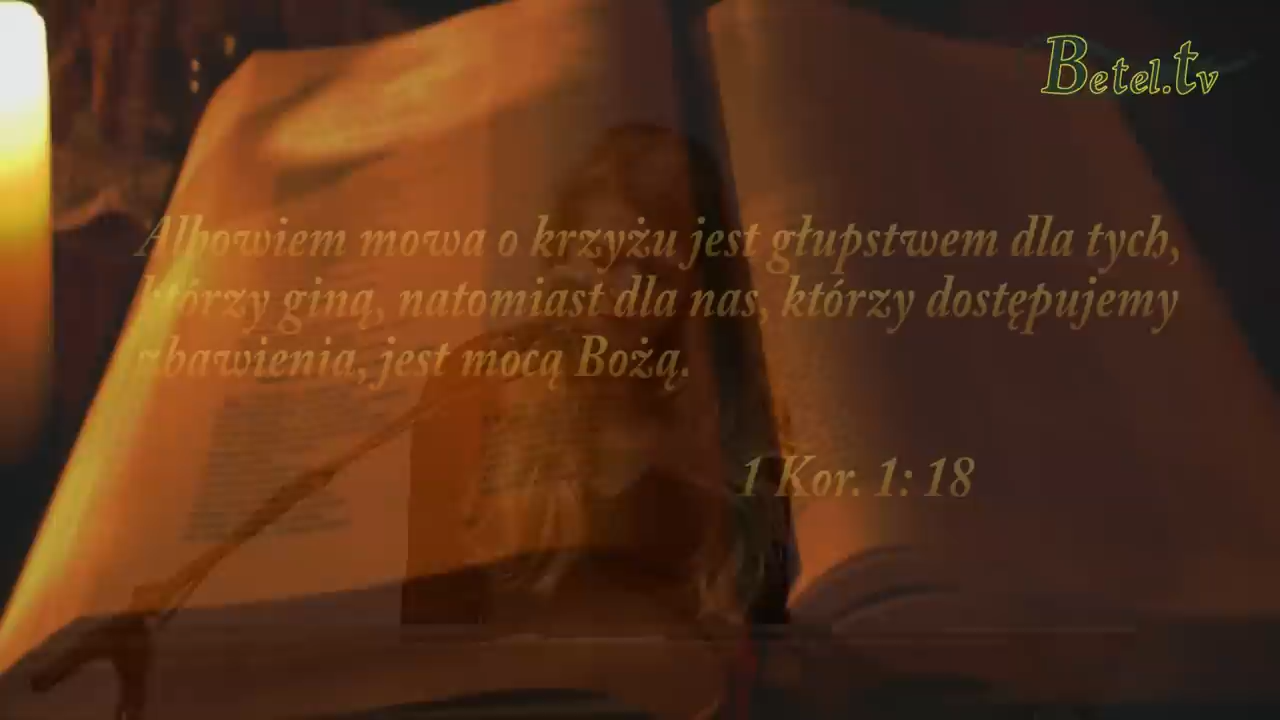 Betel.tv
Albowiem mowa o krzyżu jest głupstwem dla tych,
którzy giną, natomiast dla nas, którzy dostępujemy
zbawienia, jest mocą Bożą.
1 Kor. 1: 18